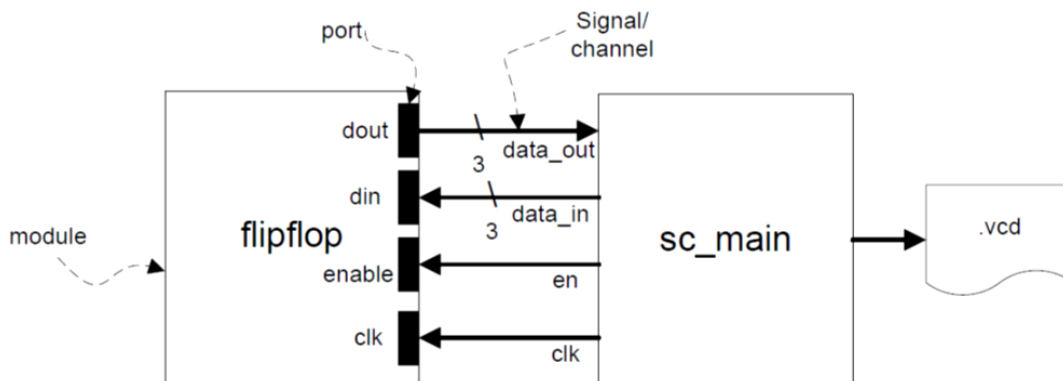 port
Signal/
channel
dout
3
data_out
din
3
data_in
module
flipflop
sc_main
.vcd
enable
en
clk
clk